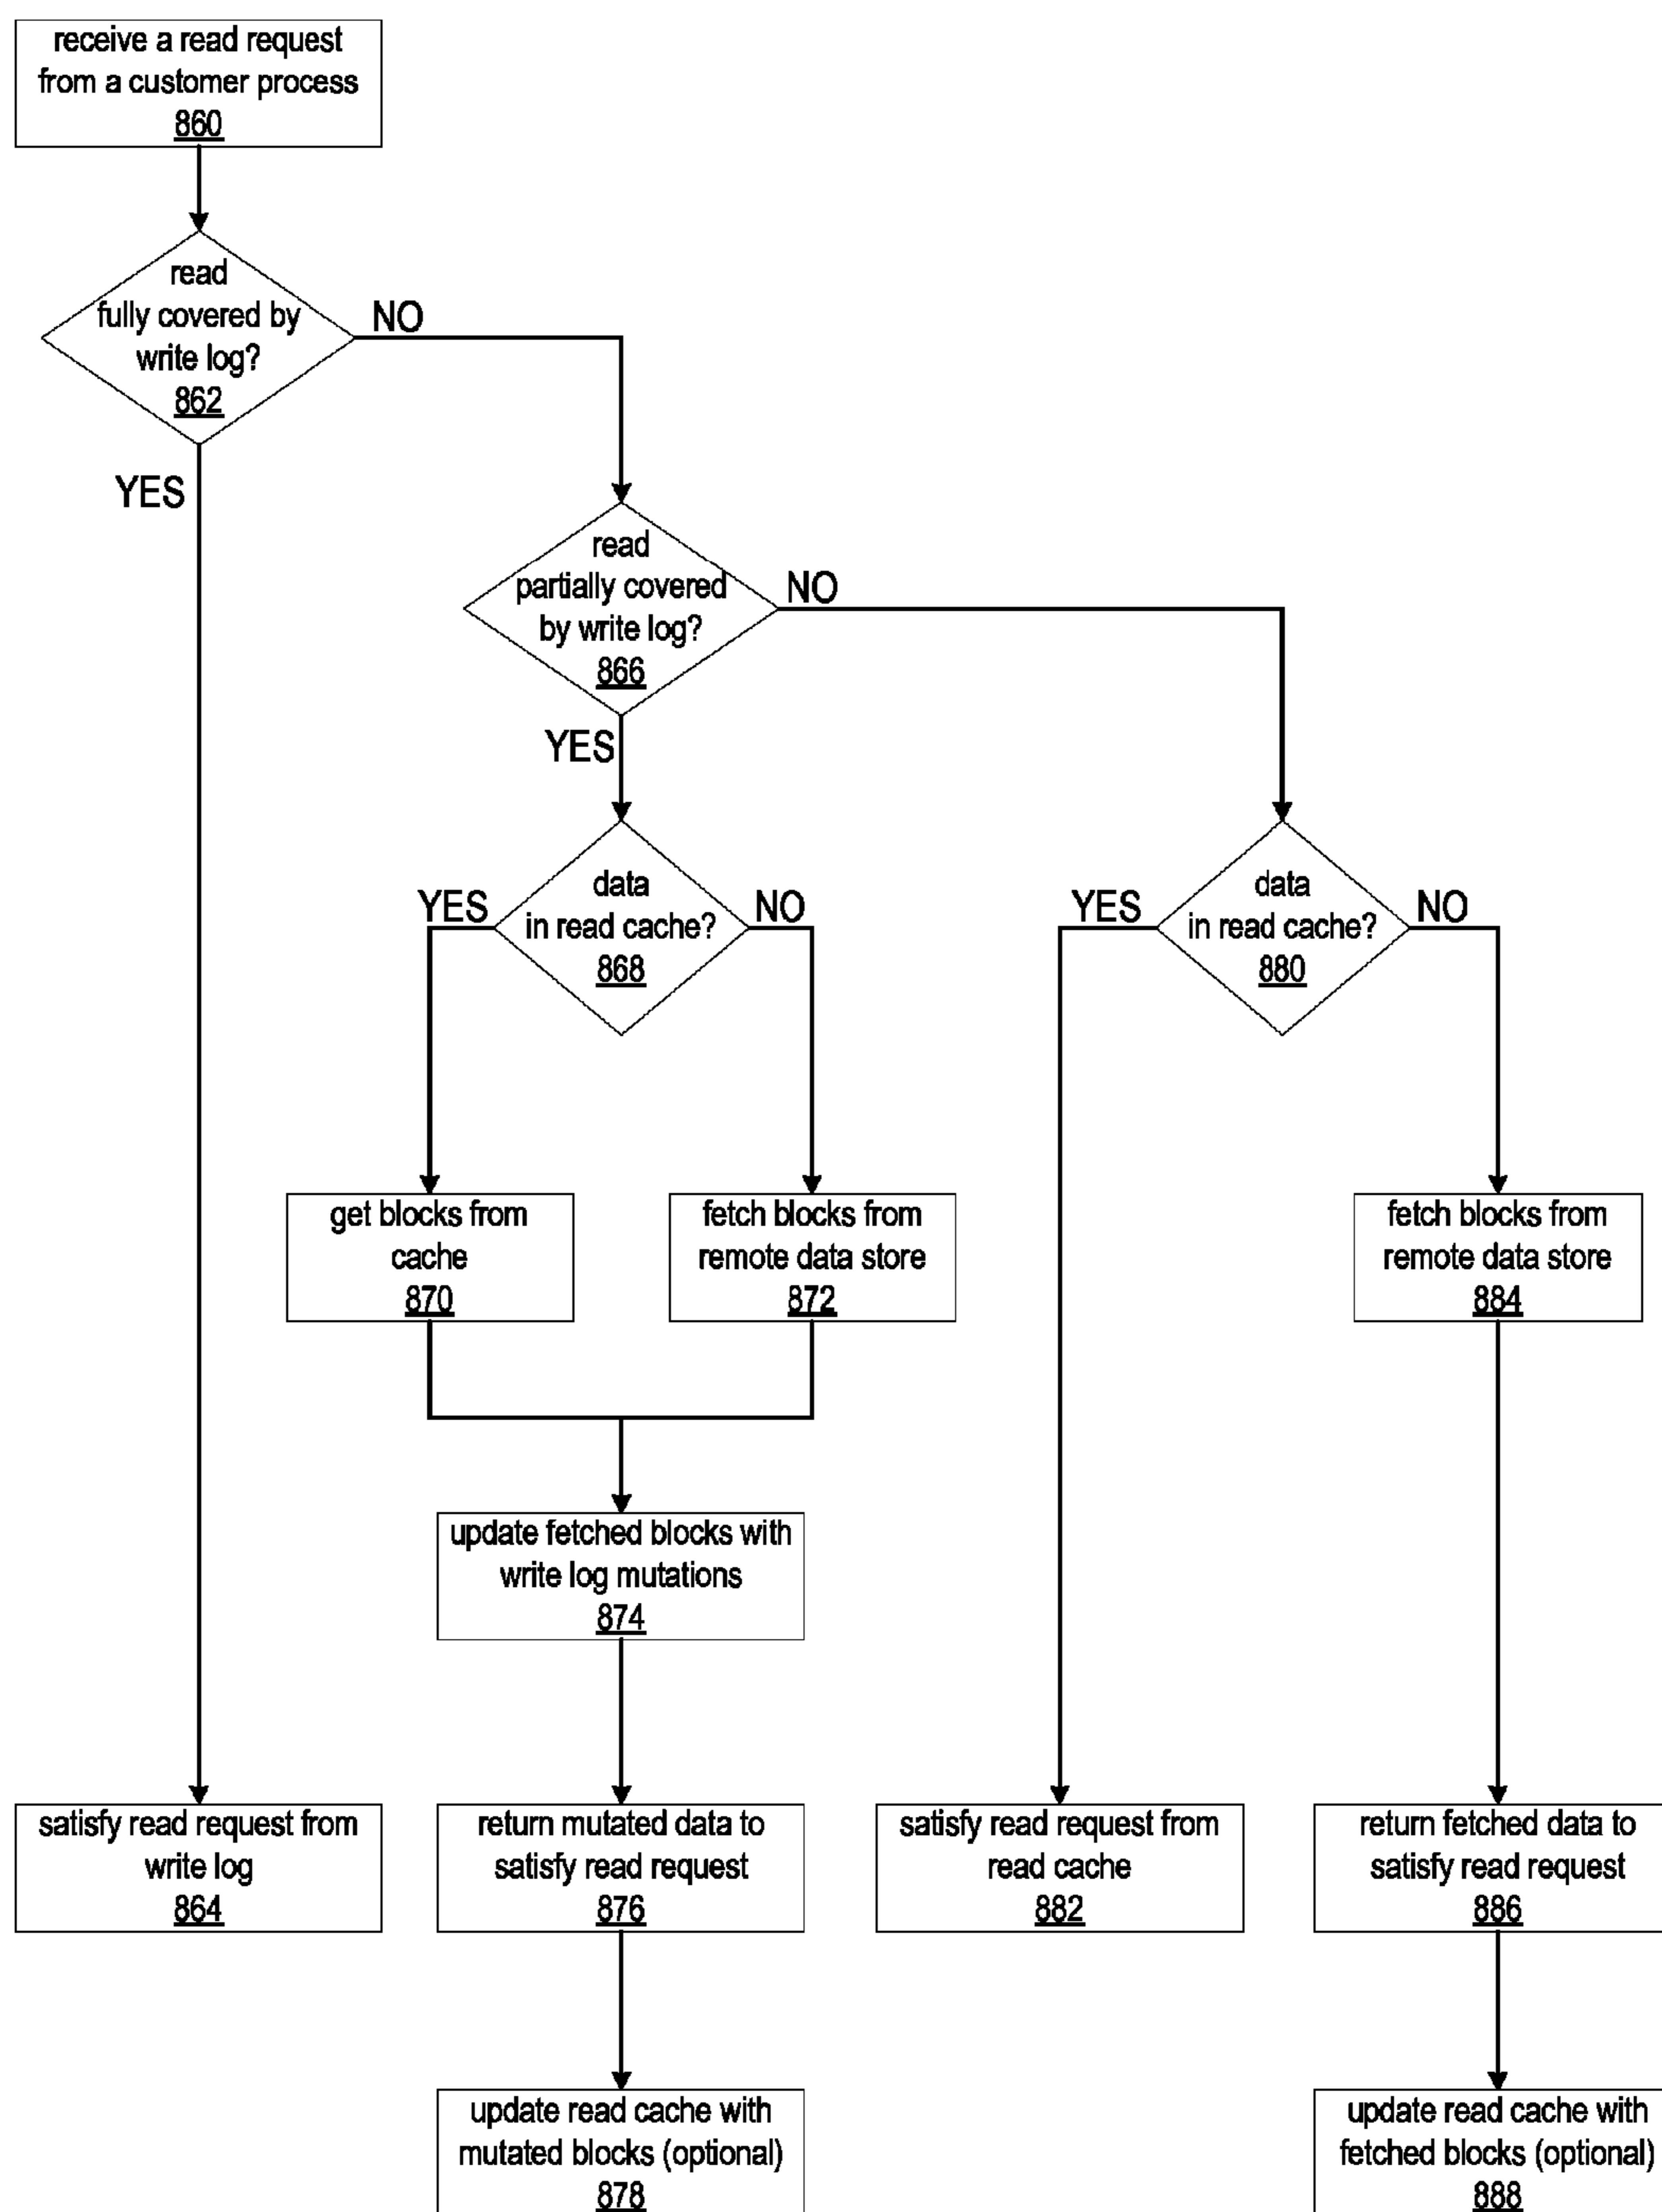 receive a read request
from a customer process
860
read
fully covered by
write log?
862
NO
YES
read
partially covered
by write log?
866
NO
YES
data
in read cache?
868
YES
NO
data
in read cache?
880
YES
NO
get blocks from
cache
870
fetch blocks from
remote data store
872
fetch blocks from
remote data store
884
update fetched blocks with
write log mutations
874
satisfy read request from
write log
864
return mutated data to
satisfy read request
876
satisfy read request from
read cache
882
return fetched data to
satisfy read request
886
update read cache with
mutated blocks (optional)
878
update read cache with
fetched blocks (optional)
888